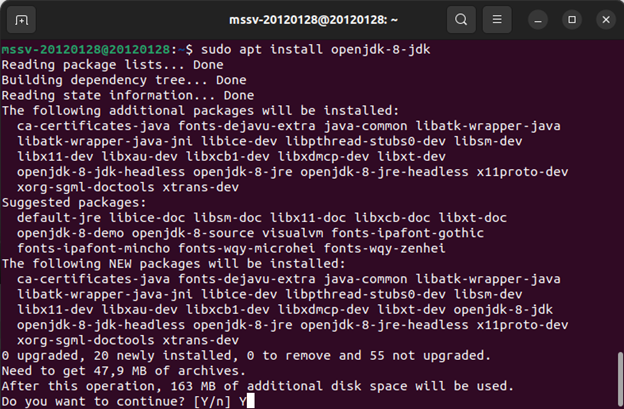 mssv-20120128@20120128: ~
mssv-20120128@20120128:~$ sudo apt install openjdk-8-jdk
Reading package lists... Done
Building dependency tree... Done
Reading state information... Done
The following additional packages will be installed:
  ca-certificates-java fonts-dejavu-extra java-common libatk-wrapper-java
  libatk-wrapper-java-jni libice-dev libpthread-stubs0-dev libsm-dev
  libx11-dev libxau-dev libxcb1-dev libxdmcp-dev libxt-dev
  openjdk-8-jdk-headless openjdk-8-jre openjdk-8-jre-headless x11proto-dev
  xorg-sgml-doctools xtrans-dev
Suggested packages:
  default-jre libice-doc libsm-doc libx11-doc libxcb-doc libxt-doc
  openjdk-8-demo openjdk-8-source visualvm fonts-ipafont-gothic
  fonts-ipafont-mincho fonts-wqy-microhei fonts-wqy-zenhei
The following NEW packages will be installed:
  ca-certificates-java fonts-dejavu-extra java-common libatk-wrapper-java
  libatk-wrapper-java-jni libice-dev libpthread-stubs0-dev libsm-dev
  libx11-dev libxau-dev libxcb1-dev libxdmcp-dev libxt-dev openjdk-8-jdk
  openjdk-8-jdk-headless openjdk-8-jre openjdk-8-jre-headless x11proto-dev
  xorg-sgml-doctools xtrans-dev
0 upgraded, 20 newly installed, 0 to remove and 55 not upgraded.
Need to get 47,9 MB of archives.
After this operation, 163 MB of additional disk space will be used.
Do you want to continue? [Y/n] Y